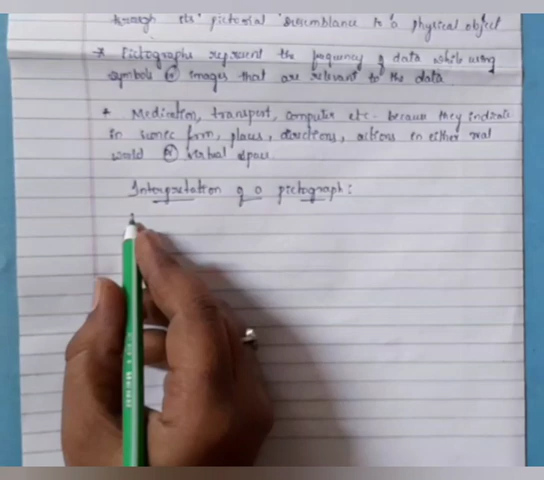 through its pictorial resemblance to a physical object
* Pictographs represent the frequency of data while using
symbols or images that are relevant to the data
* Medication, transport, computer etc- because they indicate
in scenic form, places, directions, actions in either real
world or virtual space.
Interpretation of a pictograph: